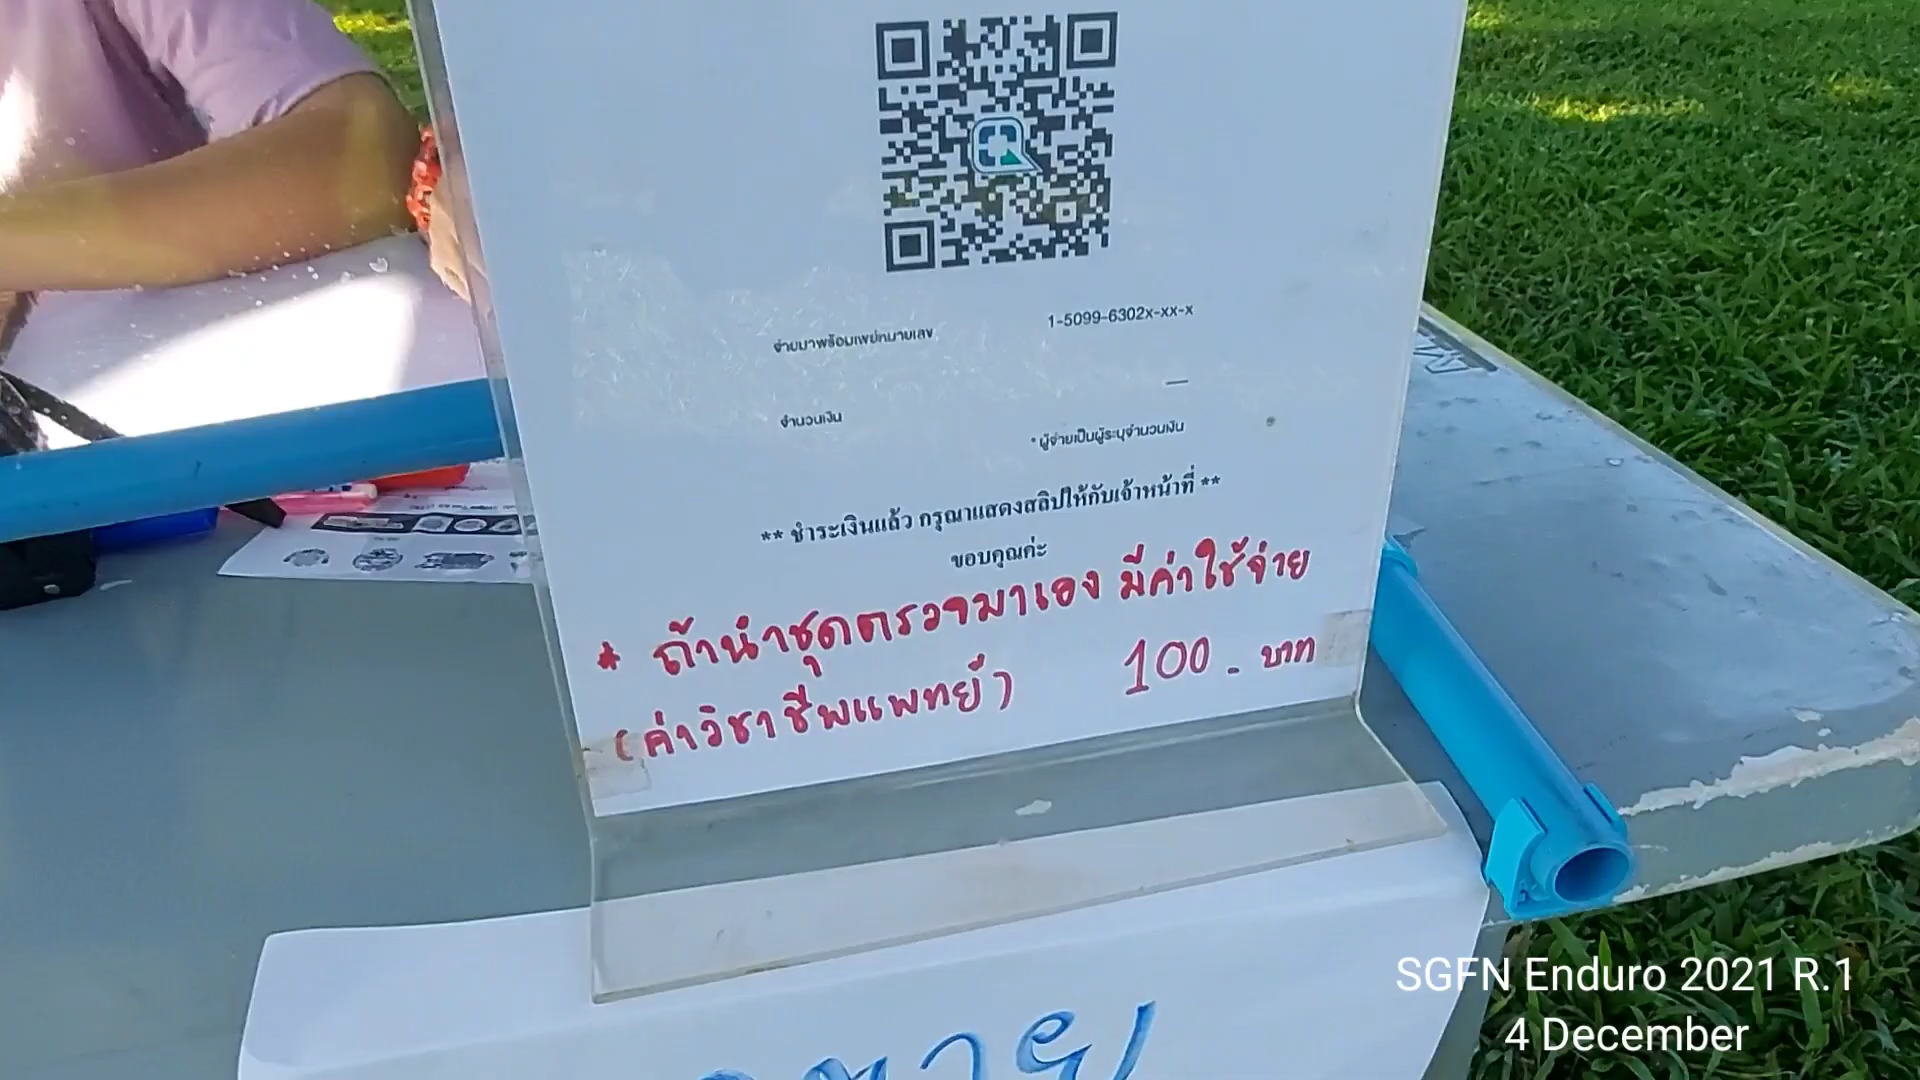 จ่ายมาพร้อมเพย์หมายเลข 1-5099-6302x-xx-x
จำนวนเงิน
* ผู้จ่ายเป็นผู้ระบุจำนวนเงิน
** ชำระเงินแล้ว กรุณาแสดงสลิปให้กับเจ้าหน้าที่ **
ขอบคุณค่ะ
* ถ้านำชุดตรวจมาเอง มีค่าใช้จ่าย
(ค่าวิชาชีพแพทย์) 100.- บาท
SGFN Enduro 2021 R.1
4 December